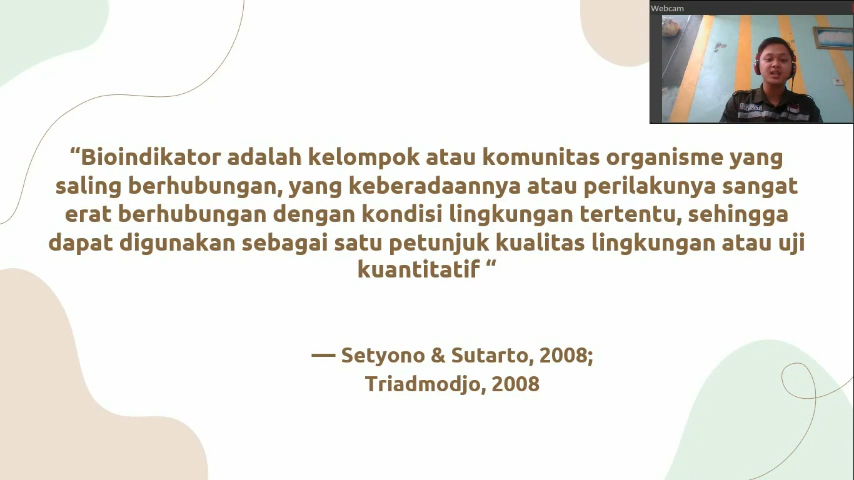 Webcam
“Bioindikator adalah kelompok atau komunitas organisme yang
saling berhubungan, yang keberadaannya atau perilakunya sangat
erat berhubungan dengan kondisi lingkungan tertentu, sehingga
dapat digunakan sebagai satu petunjuk kualitas lingkungan atau uji
kuantitatif “
— Setyono & Sutarto, 2008;
Triadmodjo, 2008